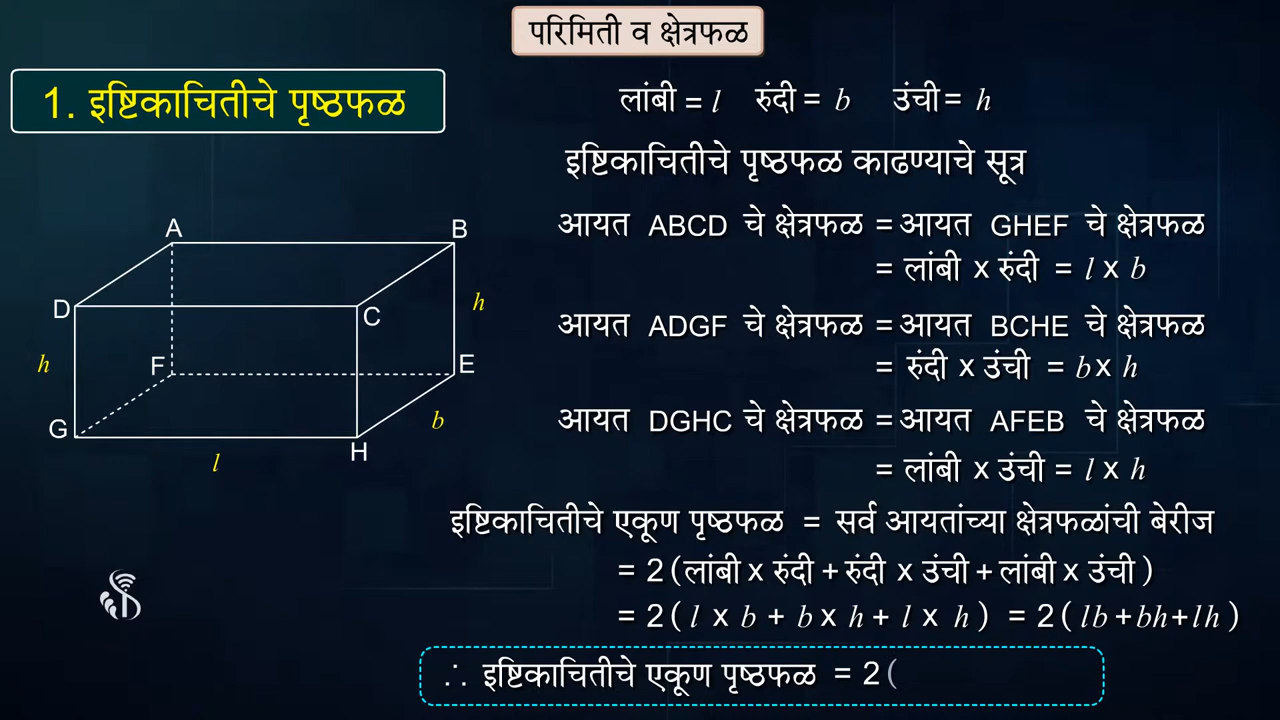 परिमिती व क्षेत्रफळ
1. इष्टिकाचितीचे पृष्ठफळ
लांबी = l रुंदी = b उंची = h
इष्टिकाचितीचे पृष्ठफळ काढण्याचे सूत्र
आयत ABCD चे क्षेत्रफळ = आयत GHEF चे क्षेत्रफळ
= लांबी x रुंदी = l x b
आयत ADGF चे क्षेत्रफळ = आयत BCHE चे क्षेत्रफळ
= रुंदी x उंची = b x h
आयत DGHC चे क्षेत्रफळ = आयत AFEB चे क्षेत्रफळ
= लांबी x उंची = l x h
A B
D C
h
h
F E
b
G H
l
इष्टिकाचितीचे एकूण पृष्ठफळ = सर्व आयतांच्या क्षेत्रफळांची बेरीज
= 2 (लांबी x रुंदी + रुंदी x उंची + लांबी x उंची)
= 2 ( l x b + b x h + l x h ) = 2 ( lb + bh + lh )
∴ इष्टिकाचितीचे एकूण पृष्ठफळ = 2 (